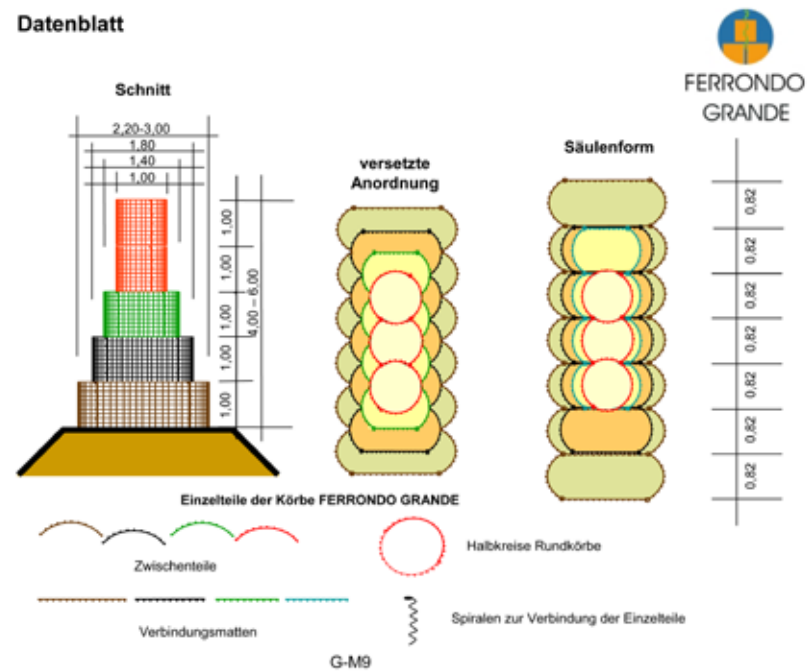 Datenblatt
FERRONDO
GRANDE
Schnitt
2,20-3,00
1,80
1,40
1,00
1,00
1,00
1,00
1,00
1,00
4,00 – 6,00
versetzte
Anordnung
Säulenform
0,82
0,82
0,82
0,82
0,82
0,82
0,82
Einzelteile der Körbe FERRONDO GRANDE
Zwischenteile
Halbkreise Rundkörbe
Verbindungsmatten
Spiralen zur Verbindung der Einzelteile
G-M9